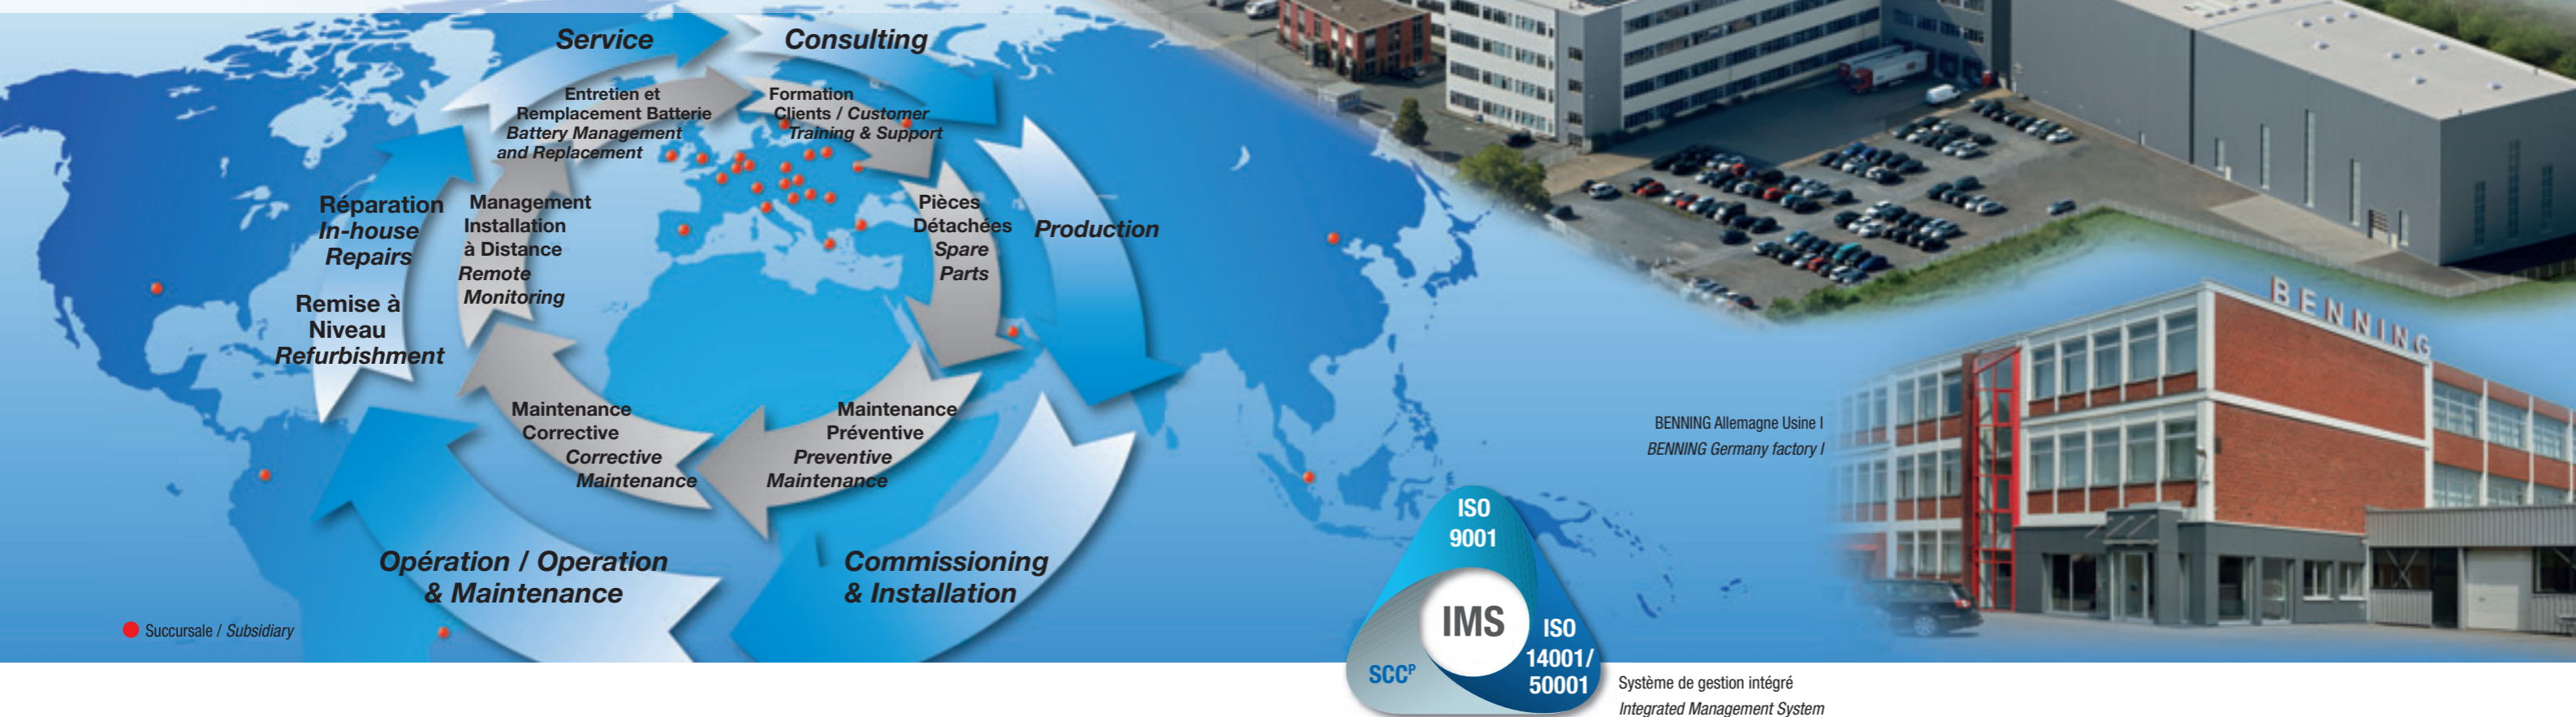 Service
Consulting
Entretien et
Remplacement Batterie
Battery Management
and Replacement
Formation
Clients / Customer
Training & Support
Réparation
In-house
Repairs
Remise à
Niveau
Refurbishment
Management
Installation
à Distance
Remote
Monitoring
Pièces
Détachées
Spare
Parts
Production
Maintenance
Corrective
Corrective
Maintenance
Maintenance
Préventive
Preventive
Maintenance
Opération / Operation
& Maintenance
Commissioning
& Installation
Succursale / Subsidiary
BENNING
BENNING Allemagne Usine I
BENNING Germany factory I
ISO
9001
IMS
SCCᴾ
ISO
14001/
50001
Système de gestion intégré
Integrated Management System